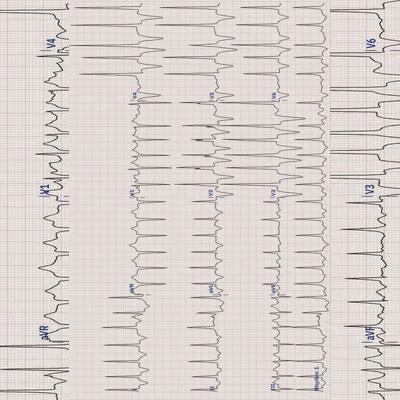 aVR V1 V4
aVR V1 V4
II aVL V2 V5
III aVF V3 V6
Rhythm 1
aVF V3 V6